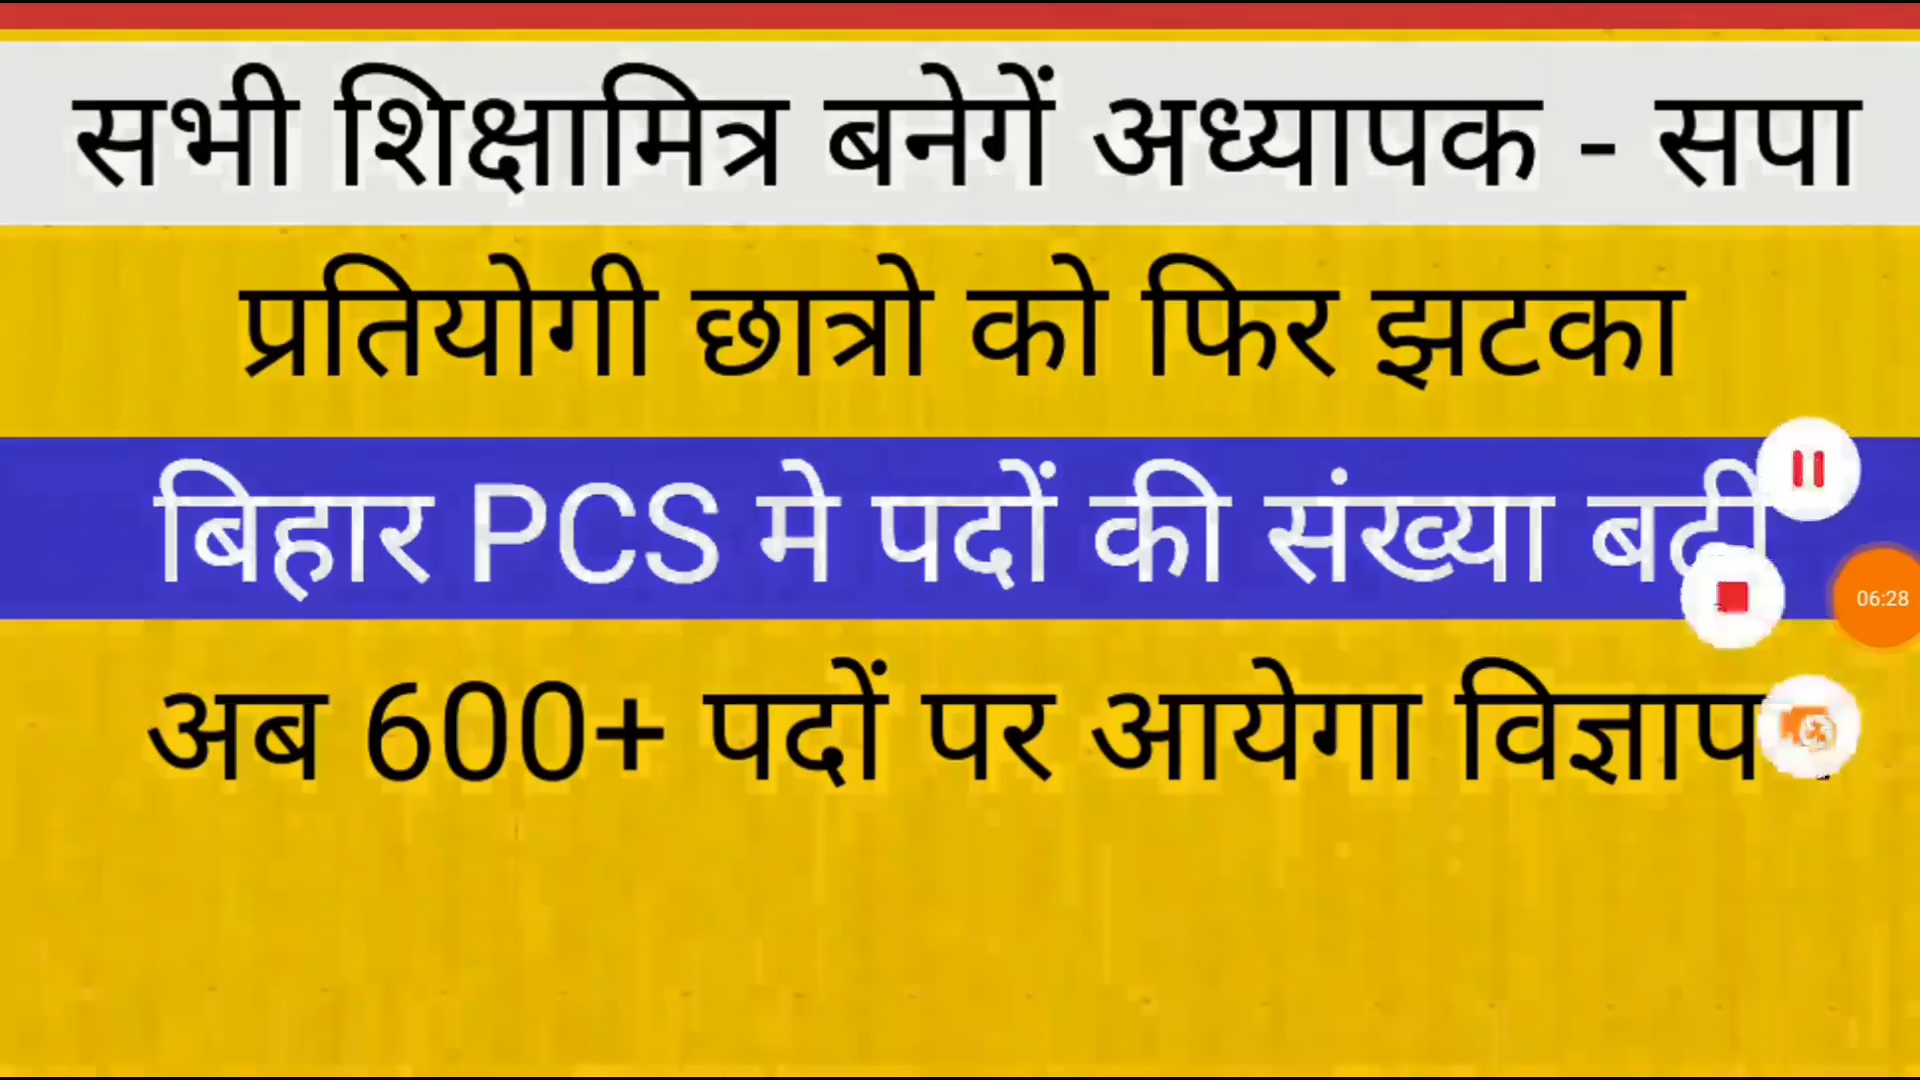 सभी शिक्षामित्र बनेगें अध्यापक - सपा
प्रतियोगी छात्रो को फिर झटका
बिहार PCS मे पदों की संख्या बढी
06:28
अब 600+ पदों पर आयेगा